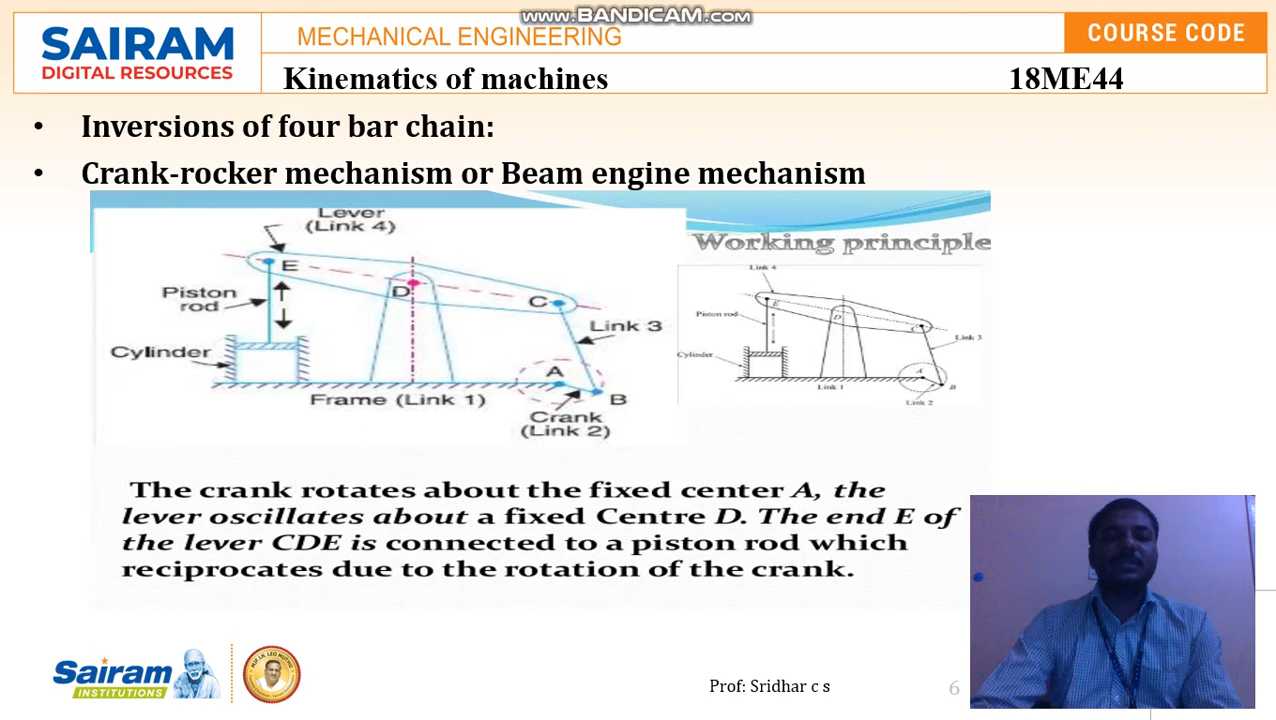 www.BANDICAM.com
SAIRAM
DIGITAL RESOURCES
MECHANICAL ENGINEERING
COURSE CODE
Kinematics of machines
18ME44
• Inversions of four bar chain:
• Crank-rocker mechanism or Beam engine mechanism
Lever
(Link 4)
E
D
C
Piston
rod
Link 3
Cylinder
A
B
Frame (Link 1)
Crank
(Link 2)
Working principle
Link 4
E
Piston rod
D
C
Link 3
Cylinder
A
B
Link 1
Link 2
The crank rotates about the fixed center A, the
lever oscillates about a fixed Centre D. The end E of
the lever CDE is connected to a piston rod which
reciprocates due to the rotation of the crank.
Sairam
INSTITUTIONS
MJF. LN. LEO MUTHU
Prof: Sridhar c s
6